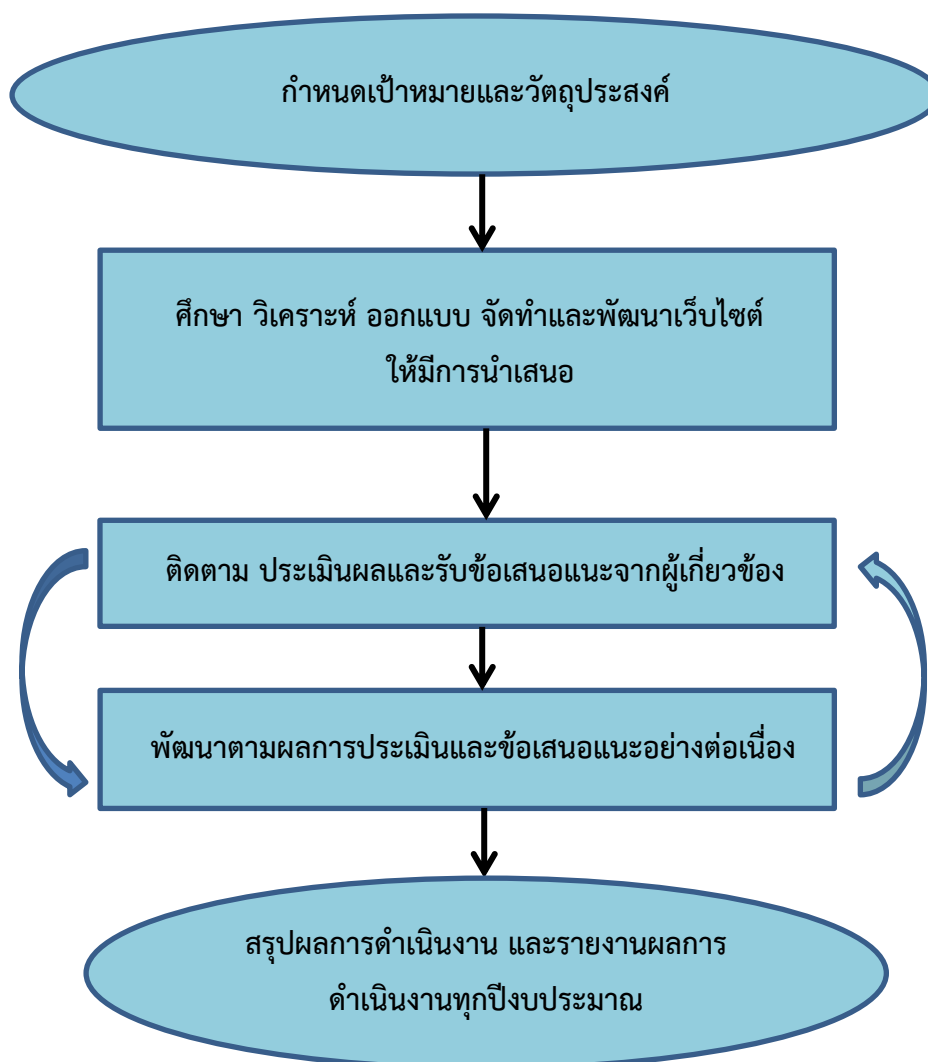 กำหนดเป้าหมายและวัตถุประสงค์
ศึกษา วิเคราะห์ ออกแบบ จัดทำและพัฒนาเว็บไซต์
ให้มีการนำเสนอ
ติดตาม ประเมินผลและรับข้อเสนอแนะจากผู้เกี่ยวข้อง
พัฒนาตามผลการประเมินและข้อเสนอแนะอย่างต่อเนื่อง
สรุปผลการดำเนินงาน และรายงานผลการ
ดำเนินงานทุกปีงบประมาณ